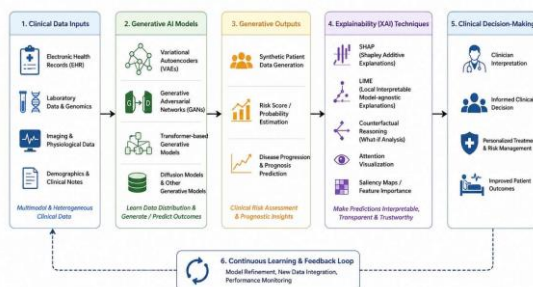 1. Clinical Data Inputs
Electronic Health
Records (EHR)
Laboratory
Data & Genomics
Imaging &
Physiological Data
Demographics &
Clinical Notes
Multimodal & Heterogeneous
Clinical Data
2. Generative AI Models
Variational
Autoencoders
(VAEs)
Generative
Adversarial
Networks (GANs)
G
D
Transformer-based
Generative
Models
Diffusion Models &
Other
Generative Models
Learn Data Distribution &
Generate / Predict Outcomes
3. Generative Outputs
Synthetic Patient
Data Generation
Risk Score /
Probability
Estimation
Disease Progression
& Prognosis
Prediction
Clinical Risk Assessment
& Prognostic Insights
4. Explainability (XAI) Techniques
SHAP
(Shapley Additive
Explanations)
LIME
(Local Interpretable
Model-agnostic
Explanations)
Counterfactual
Reasoning
(What-if Analysis)
Attention
Visualization
Saliency Maps /
Feature Importance
Make Predictions Interpretable,
Transparent & Trustworthy
5. Clinical Decision-Making
Clinician
Interpretation
Informed Clinical
Decision
Personalized Treatment
& Risk Management
Improved Patient
Outcomes
6. Continuous Learning & Feedback Loop
Model Refinement, New Data Integration,
Performance Monitoring